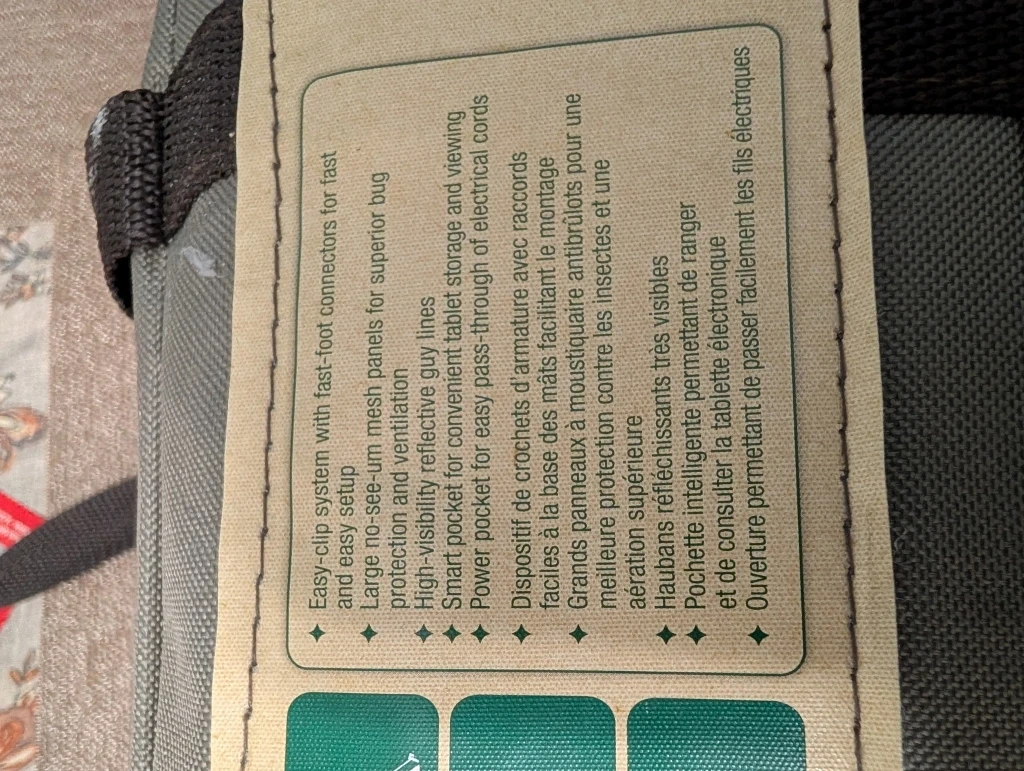 ✦ Easy-clip system with fast-foot connectors for fast
and easy setup
✦ Large no-see-um mesh panels for superior bug
protection and ventilation
✦ High-visibility reflective guy lines
✦ Smart pocket for convenient tablet storage and viewing
✦ Power pocket for easy pass-through of electrical cords
✦ Dispositif de crochets d'armature avec raccords
faciles à la base des mâts facilitant le montage
✦ Grands panneaux à moustiquaire antibrûlots pour une
meilleure protection contre les insectes et une
aération supérieure
✦ Haubans réfléchissants très visibles
✦ Pochette intelligente permettant de ranger
et de consulter la tablette électronique
✦ Ouverture permettant de passer facilement les fils électriques